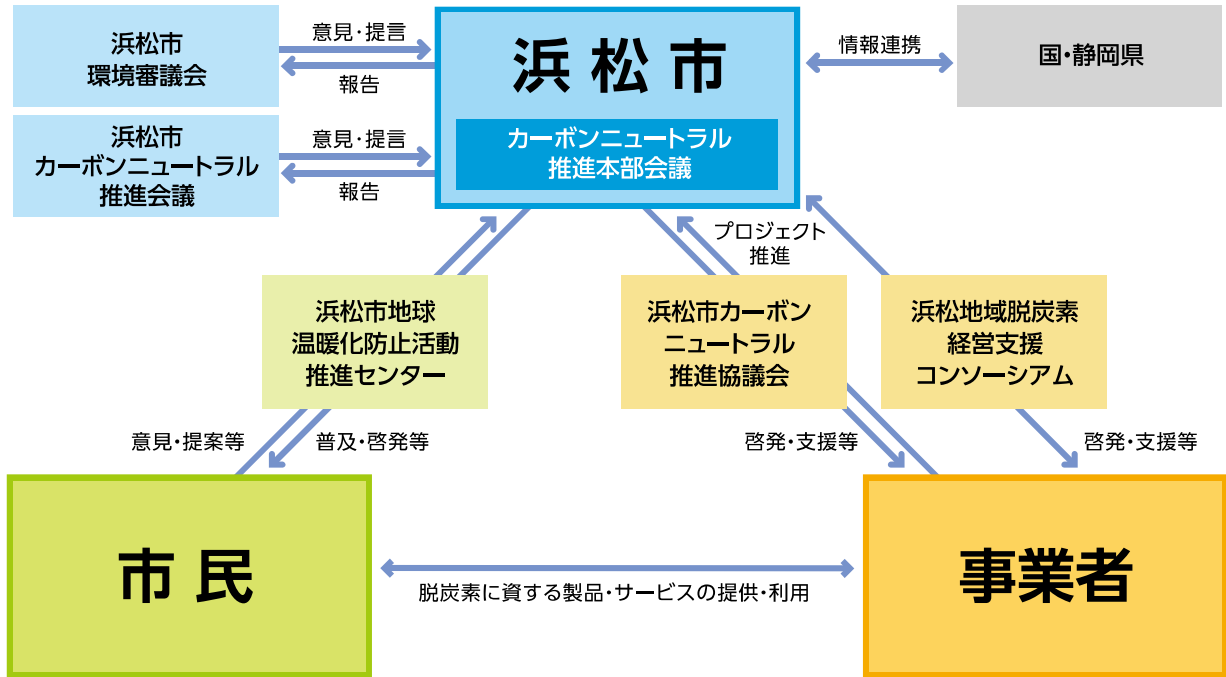 浜松市
環境審議会
意見・提言
報告
浜松市
カーボンニュートラル
推進本部会議
情報連携
国・静岡県
浜松市
カーボンニュートラル
推進会議
意見・提言
報告
プロジェクト
推進
浜松市地球
温暖化防止活動
推進センター
浜松市カーボン
ニュートラル
推進協議会
浜松地域脱炭素
経営支援
コンソーシアム
意見・提案等
普及・啓発等
啓発・支援等
啓発・支援等
市民
脱炭素に資する製品・サービスの提供・利用
事業者